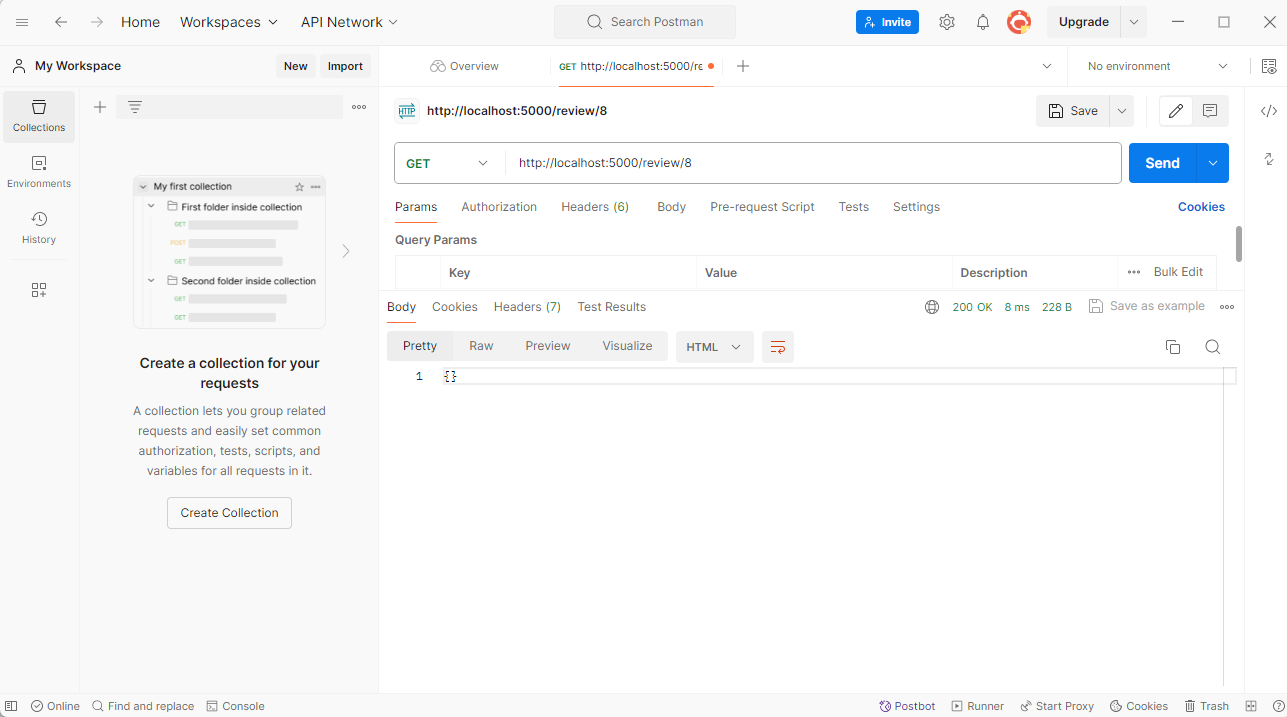 Home Workspaces API Network Search Postman Invite Upgrade
My Workspace New Import Overview GET http://localhost:5000/re No environment
Collections
Environments
History
My first collection
First folder inside collection
GET
POST
GET
Second folder inside collection
GET
GET
Create a collection for your
requests
A collection lets you group related
requests and easily set common
authorization, tests, scripts, and
variables for all requests in it.
Create Collection
HTTP http://localhost:5000/review/8 Save
GET http://localhost:5000/review/8 Send
Params Authorization Headers (6) Body Pre-request Script Tests Settings Cookies
Query Params
Key Value Description Bulk Edit
Body Cookies Headers (7) Test Results 200 OK 8 ms 228 B Save as example
Pretty Raw Preview Visualize HTML
1 {}
Online Find and replace Console Postbot Runner Start Proxy Cookies Trash